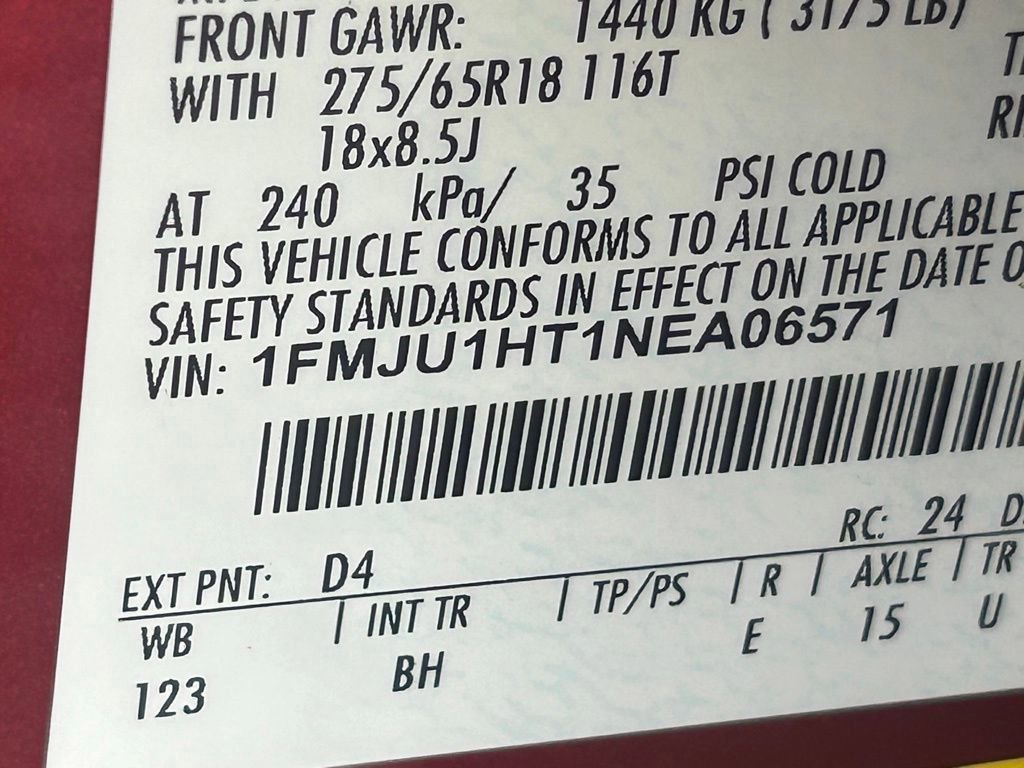 FRONT GAWR: 1440 KG ( 3175 LB)
WITH 275/65R18 116T
18x8.5J
AT 240 kPa/ 35 PSI COLD
THIS VEHICLE CONFORMS TO ALL APPLICABLE
SAFETY STANDARDS IN EFFECT ON THE DATE
VIN: 1FMJU1HT1NEA06571
RC: 24
EXT PNT: D4
WB | INT TR | TP/PS | R | AXLE | TR
123 BH E 15 U